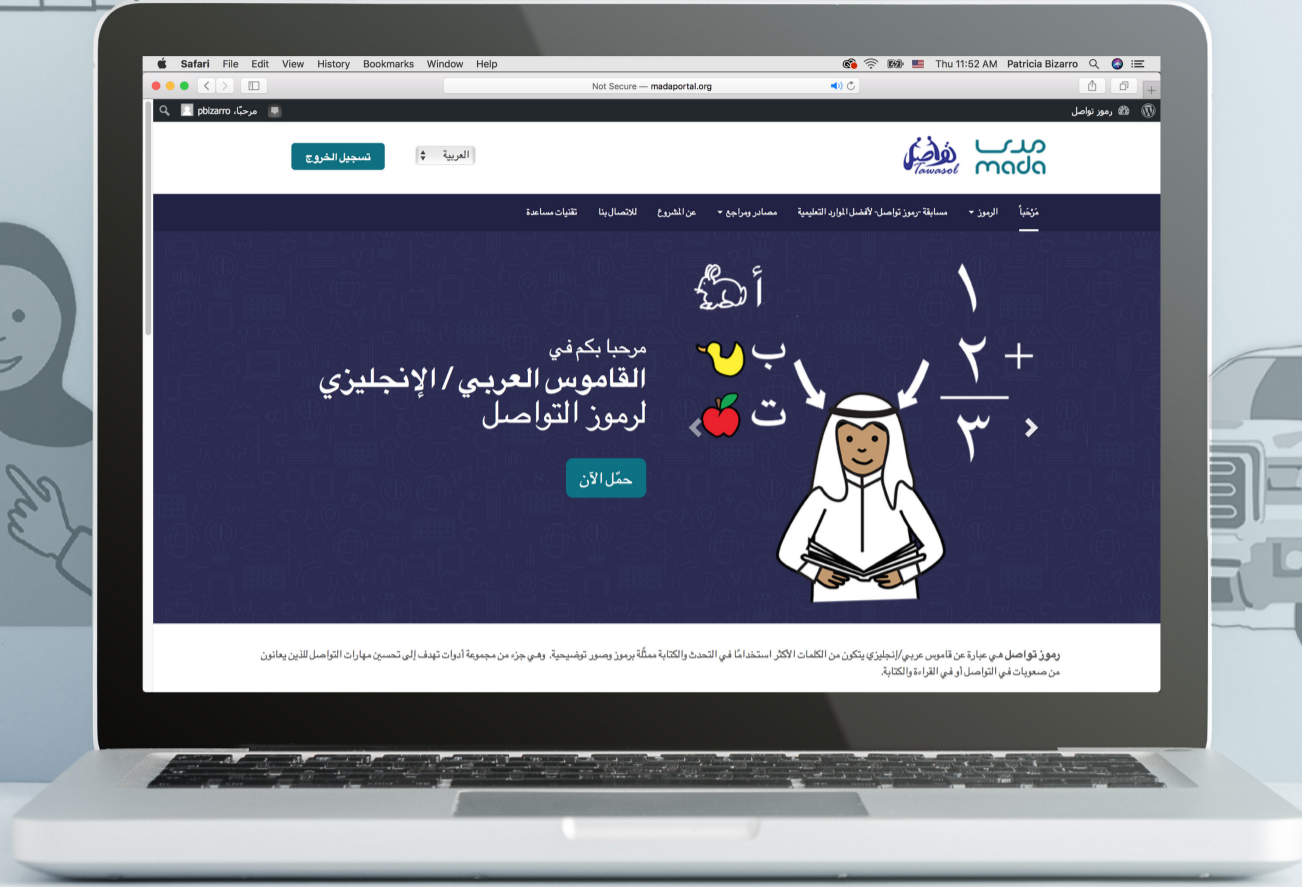 Safari File Edit View History Bookmarks Window Help
Thu 11:52 AM Patricia Bizarro
Not Secure — madaportal.org
رموز تواصل
مرحبًا، pbizarro
مدى
mada
تواصل
Tawasol
العربية
تسجيل الخروج
مَرْحَباً الرموز مسابقة -رموز تواصل- لأفضل الموارد التعليمية مصادر ومراجع عن المشروع للاتصال بنا تقنيات مساعدة
١
+ ٢
٣
أ
ب
ت
مرحبا بكم في
القاموس العربي / الإنجليزي
لرموز التواصل
حمّل الآن
رموز تواصل هي عبارة عن قاموس عربي/إنجليزي يتكون من الكلمات الأكثر استخدامًا في التحدث والكتابة ممثَّلة برموز وصور توضيحية. وهي جزء من مجموعة أدوات تهدف إلى تحسين مهارات التواصل للذين يعانون
من صعوبات في التواصل أو في القراءة والكتابة.